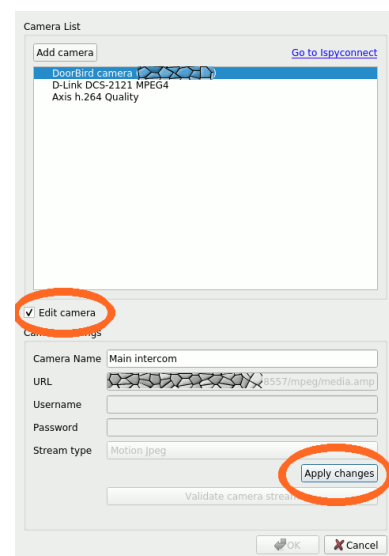 Camera List
Add camera
Go to Ispyconnect
DoorBird camera ( )
D-Link DCS-2121 MPEG4
Axis h.264 Quality
Edit camera
Camera Name Main intercom
URL 8557/mpeg/media.amp
Username
Password
Stream type Motion Jpeg
Apply changes
Validate camera stream
OK Cancel